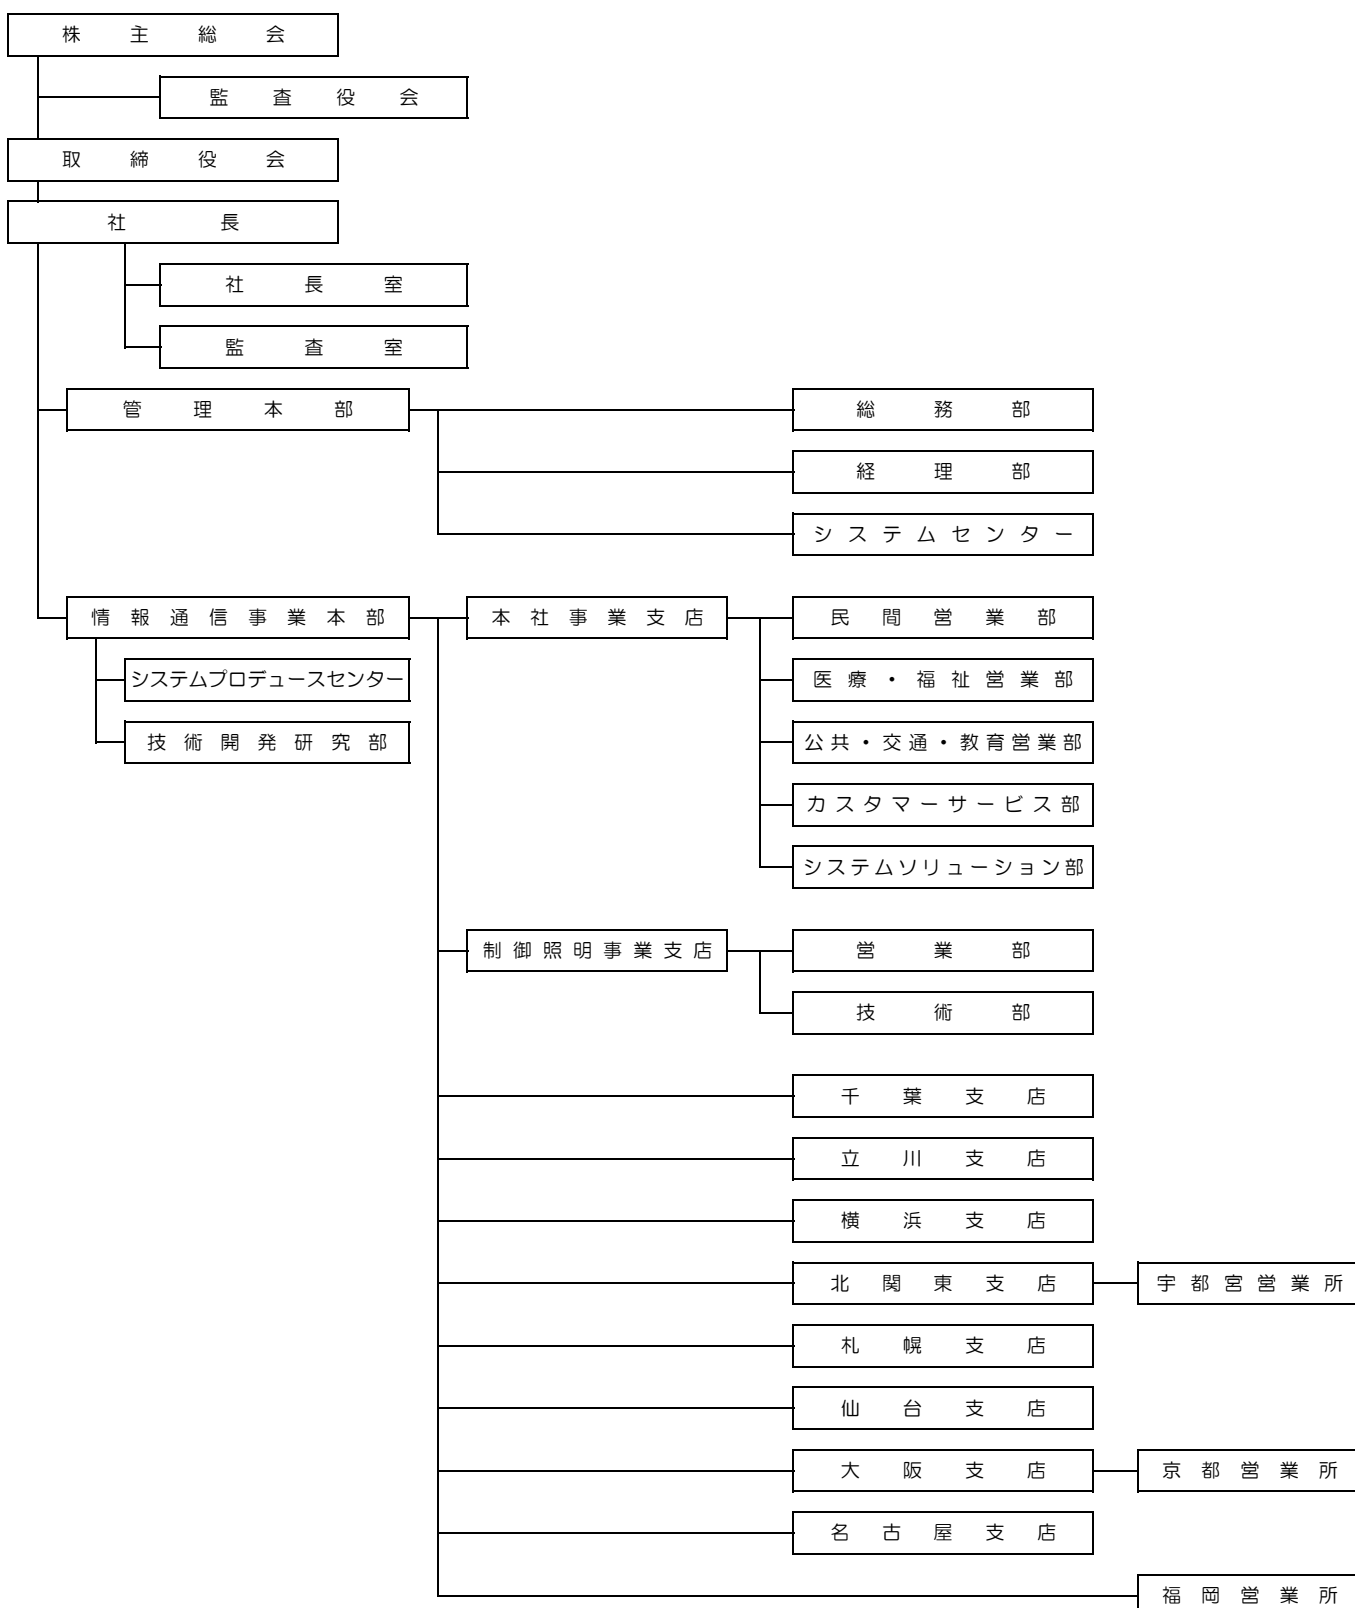 株主総会
監査役会
取締役会
社長
社長室
監査室
管理本部
総務部
経理部
システムセンター
情報通信事業本部
本社事業支店
民間営業部
システムプロデュースセンター
医療・福祉営業部
技術開発研究部
公共・交通・教育営業部
カスタマーサービス部
システムソリューション部
制御照明事業支店
営業部
技術部
千葉支店
立川支店
横浜支店
北関東支店
宇都宮営業所
札幌支店
仙台支店
大阪支店
京都営業所
名古屋支店
福岡営業所